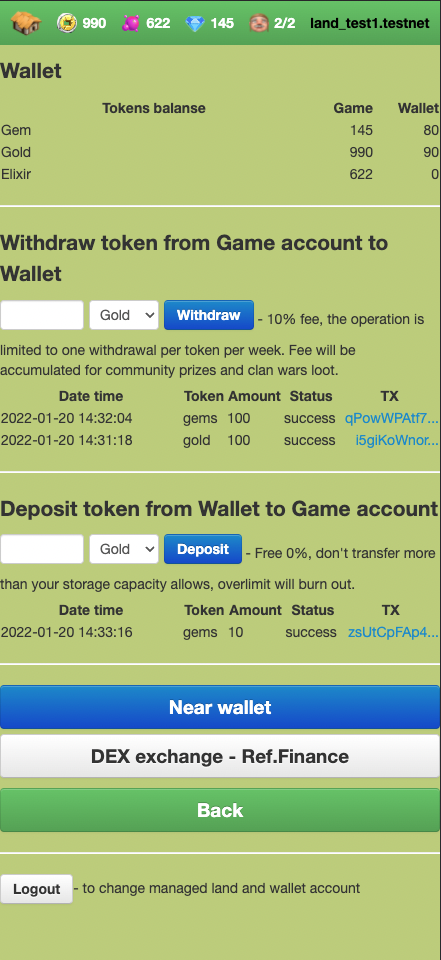 990 622 145 2/2 land_test1.testnet
Wallet
Tokens balanse Game Wallet
Gem 145 80
Gold 990 90
Elixir 622 0
Withdraw token from Game account to
Wallet
Gold Withdraw - 10% fee, the operation is
limited to one withdrawal per token per week. Fee will be
accumulated for community prizes and clan wars loot.
Date time Token Amount Status TX
2022-01-20 14:32:04 gems 100 success qPowWPAtf7...
2022-01-20 14:31:18 gold 100 success i5giKoWnor...
Deposit token from Wallet to Game account
Gold Deposit - Free 0%, don't transfer more
than your storage capacity allows, overlimit will burn out.
Date time Token Amount Status TX
2022-01-20 14:33:16 gems 10 success zsUtCpFAp4...
Near wallet
DEX exchange - Ref.Finance
Back
Logout - to change managed land and wallet account